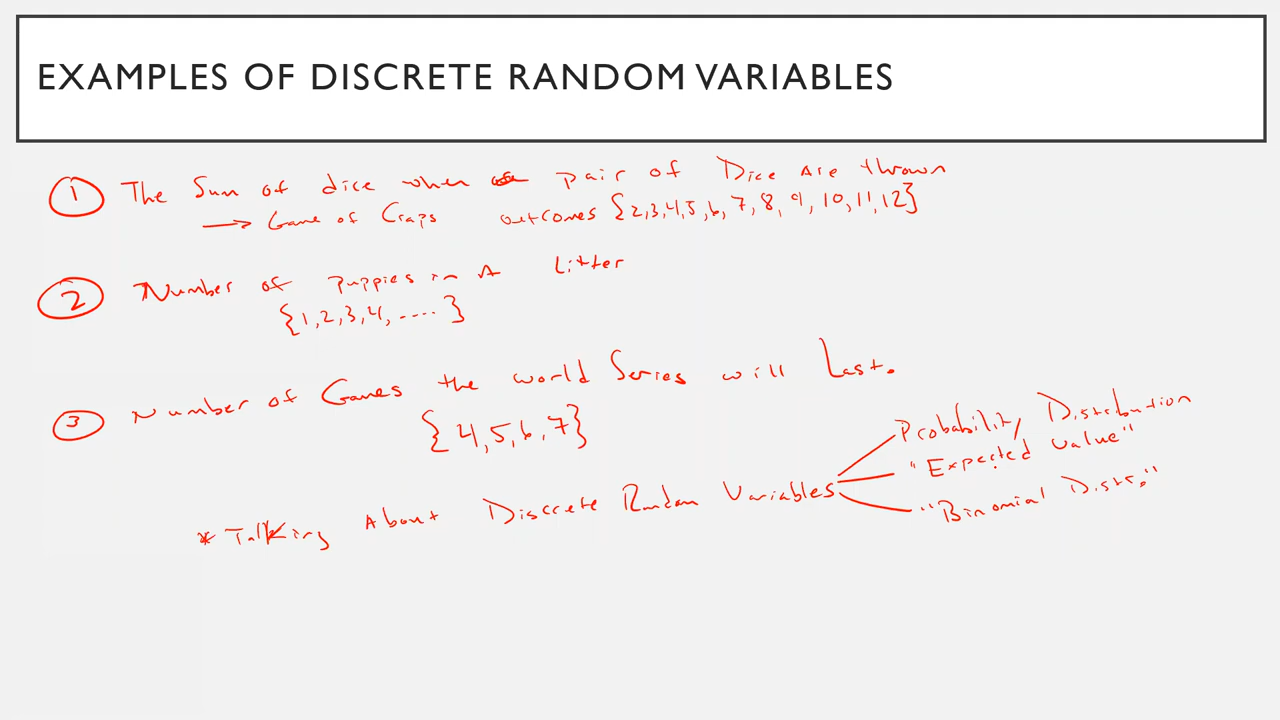 EXAMPLES OF DISCRETE RANDOM VARIABLES
1 The Sum of dice when pair of Dice Are thrown
→ Game of Craps outcomes {2,3,4,5,6,7,8,9,10,11,12}
2 Number of puppies in A Litter
{1,2,3,4,.....}
3 Number of Games the world Series will Last.
{4,5,6,7}
Probability Distribution
"Expected Value"
* Talking About Discrete Random Variables
"Binomial Distr."